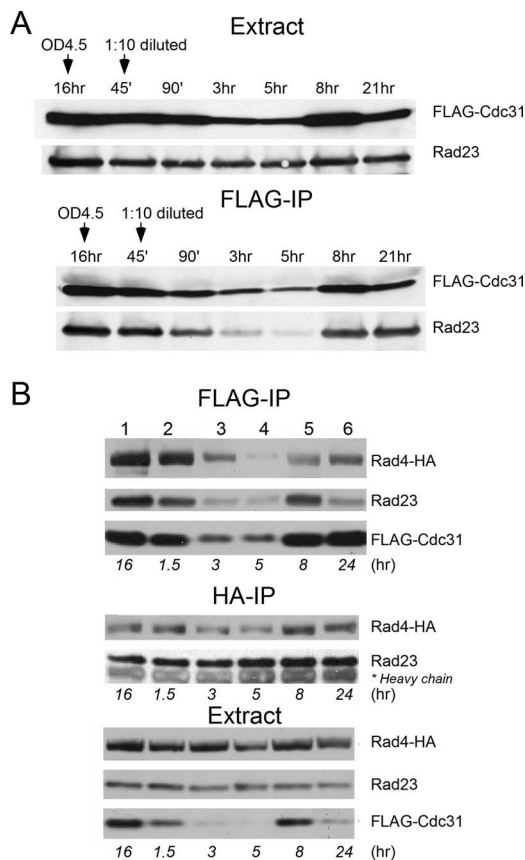 A
Extract
OD4.5 1:10 diluted
16hr 45' 90' 3hr 5hr 8hr 21hr
FLAG-Cdc31
Rad23
FLAG-IP
OD4.5 1:10 diluted
16hr 45' 90' 3hr 5hr 8hr 21hr
FLAG-Cdc31
Rad23
B
FLAG-IP
1 2 3 4 5 6
Rad4-HA
Rad23
FLAG-Cdc31
16 1.5 3 5 8 24 (hr)
HA-IP
Rad4-HA
Rad23
* Heavy chain
16 1.5 3 5 8 24 (hr)
Extract
Rad4-HA
Rad23
FLAG-Cdc31
16 1.5 3 5 8 24 (hr)